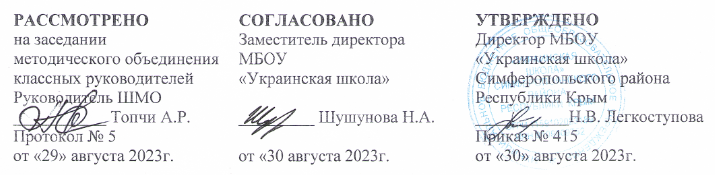 РАССМОТРЕНО
на заседании
методического объединения
классных руководителей
Руководитель ШМО
Топчи А.Р.
Протокол № 5
от «29» августа 2023г.
СОГЛАСОВАНО
Заместитель директора
МБОУ
«Украинская школа»
Шушунова Н.А.
от «30 августа 2023г.
УТВЕРЖДЕНО
Директор МБОУ
«Украинская школа»
Симферопольского района
Республики Крым
Н.В. Легкоступова
Приказ № 415
от «30» августа 2023г.